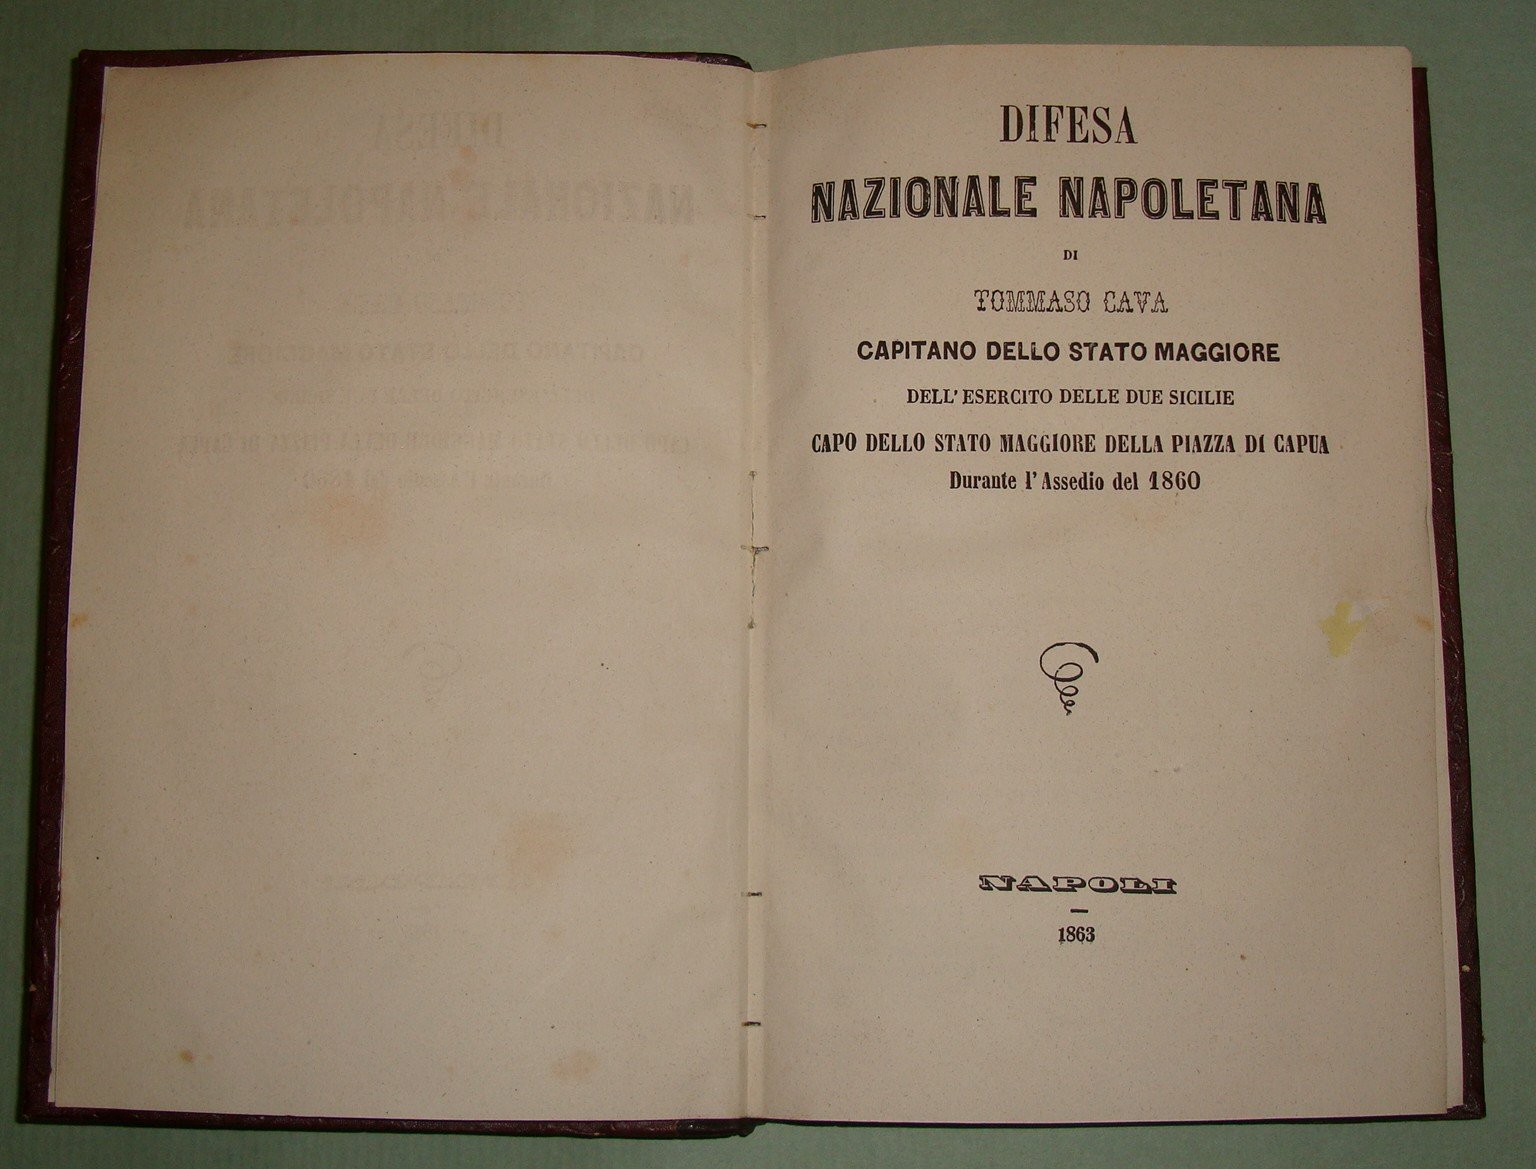 DIFESA
NAZIONALE NAPOLETANA
DI
TOMMASO CAVA
CAPITANO DELLO STATO MAGGIORE
DELL' ESERCITO DELLE DUE SICILIE
CAPO DELLO STATO MAGGIORE DELLA PIAZZA DI CAPUA
Durante l' Assedio del 1860
NAPOLI
1863